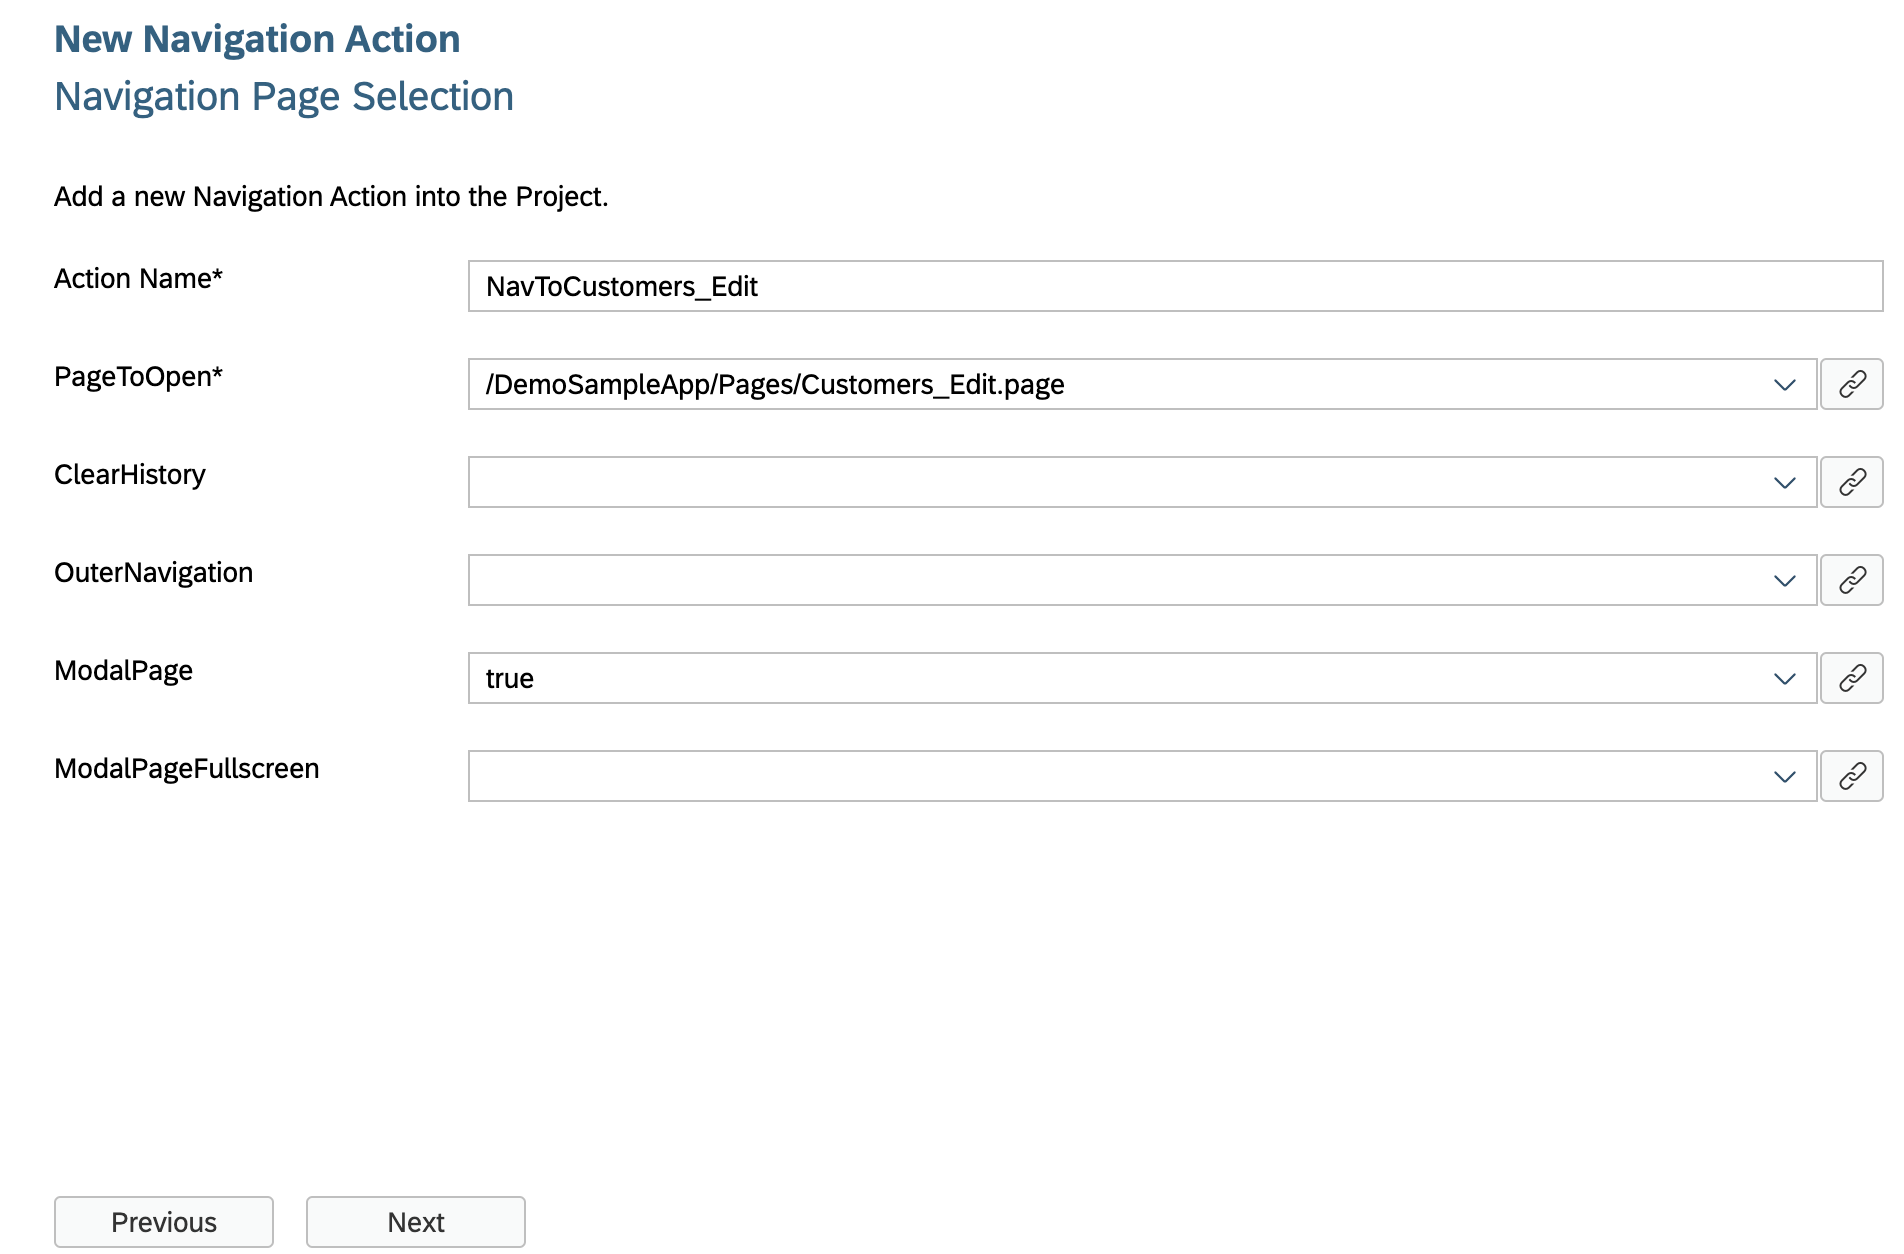 New Navigation Action
Navigation Page Selection
Add a new Navigation Action into the Project.
Action Name*
NavToCustomers_Edit
PageToOpen*
/DemoSampleApp/Pages/Customers_Edit.page
ClearHistory
OuterNavigation
ModalPage
true
ModalPageFullscreen
Previous
Next